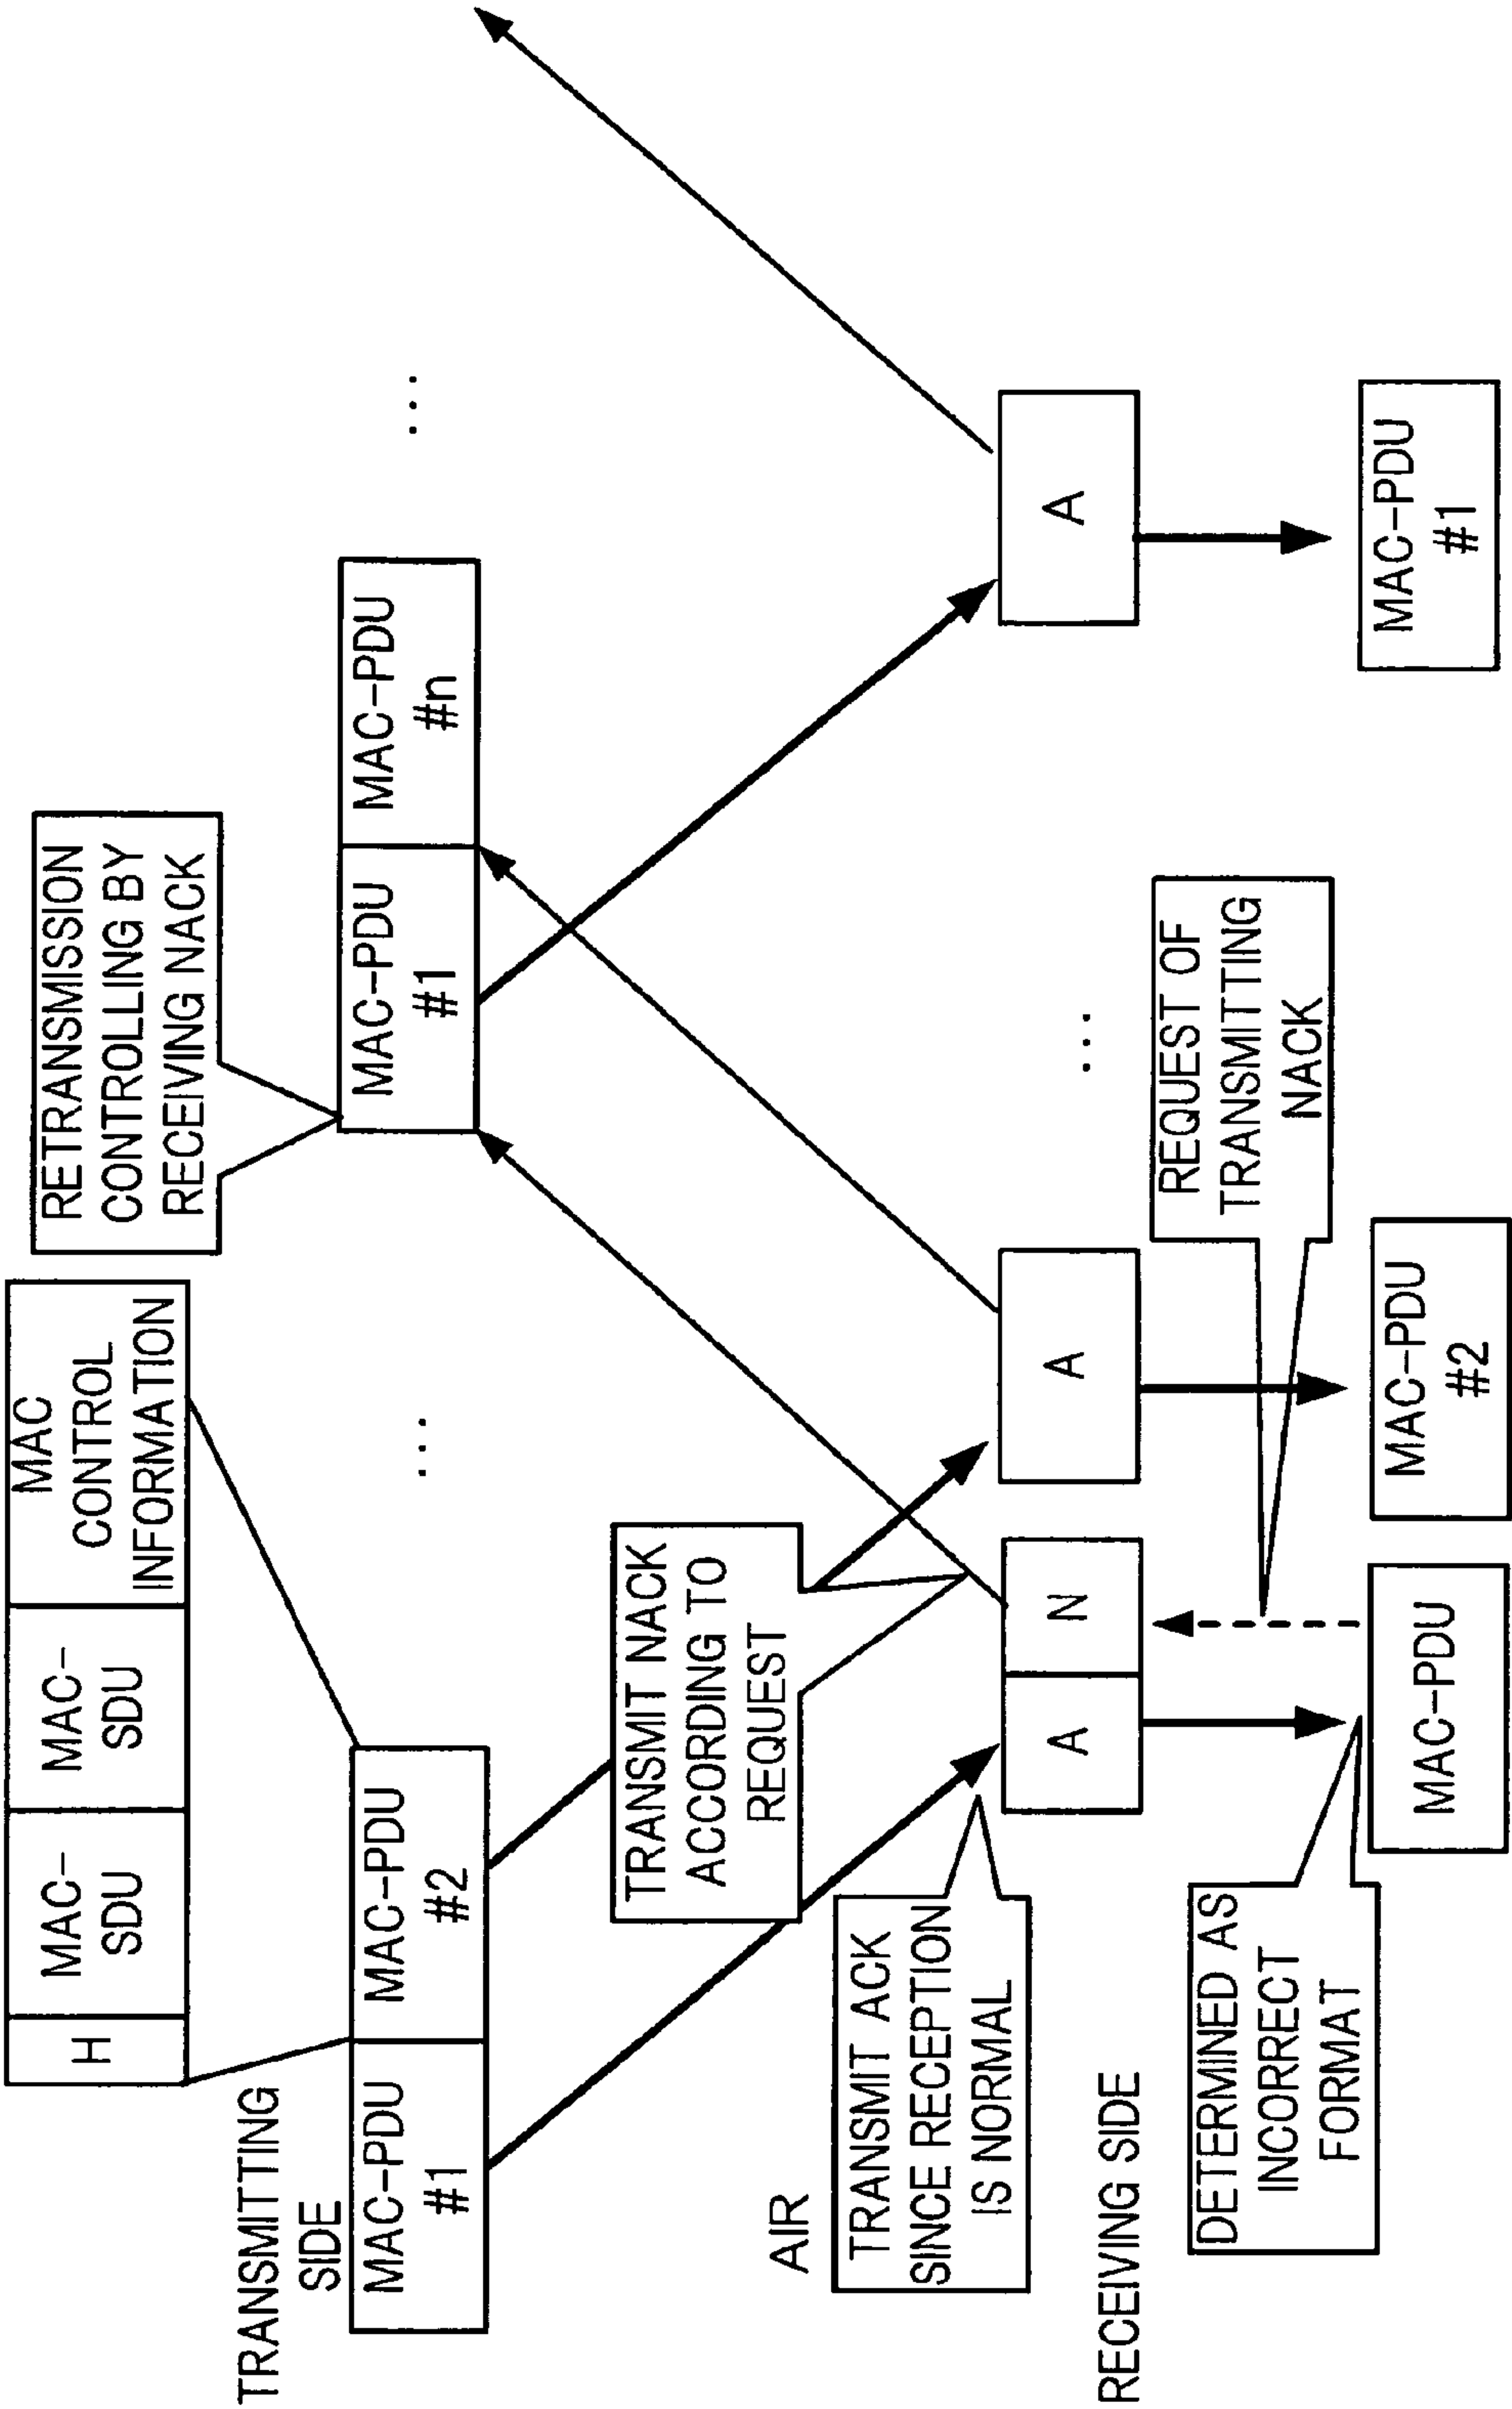 H
MAC-
SDU
MAC-
SDU
MAC
CONTROL
INFORMATION
RETRANSMISSION
CONTROLLING BY
RECEIVING NACK
TRANSMITTING
SIDE
MAC-PDU
#1
MAC-PDU
#2
...
MAC-PDU
#1
MAC-PDU
#n
...
TRANSMIT NACK
ACCORDING TO
REQUEST
AIR
TRANSMIT ACK
SINCE RECEPTION
IS NORMAL
A
N
A
...
A
RECEIVING SIDE
REQUEST OF
TRANSMITTING
NACK
DETERMINED AS
INCORRECT
FORMAT
MAC-PDU
MAC-PDU
#2
MAC-PDU
#1